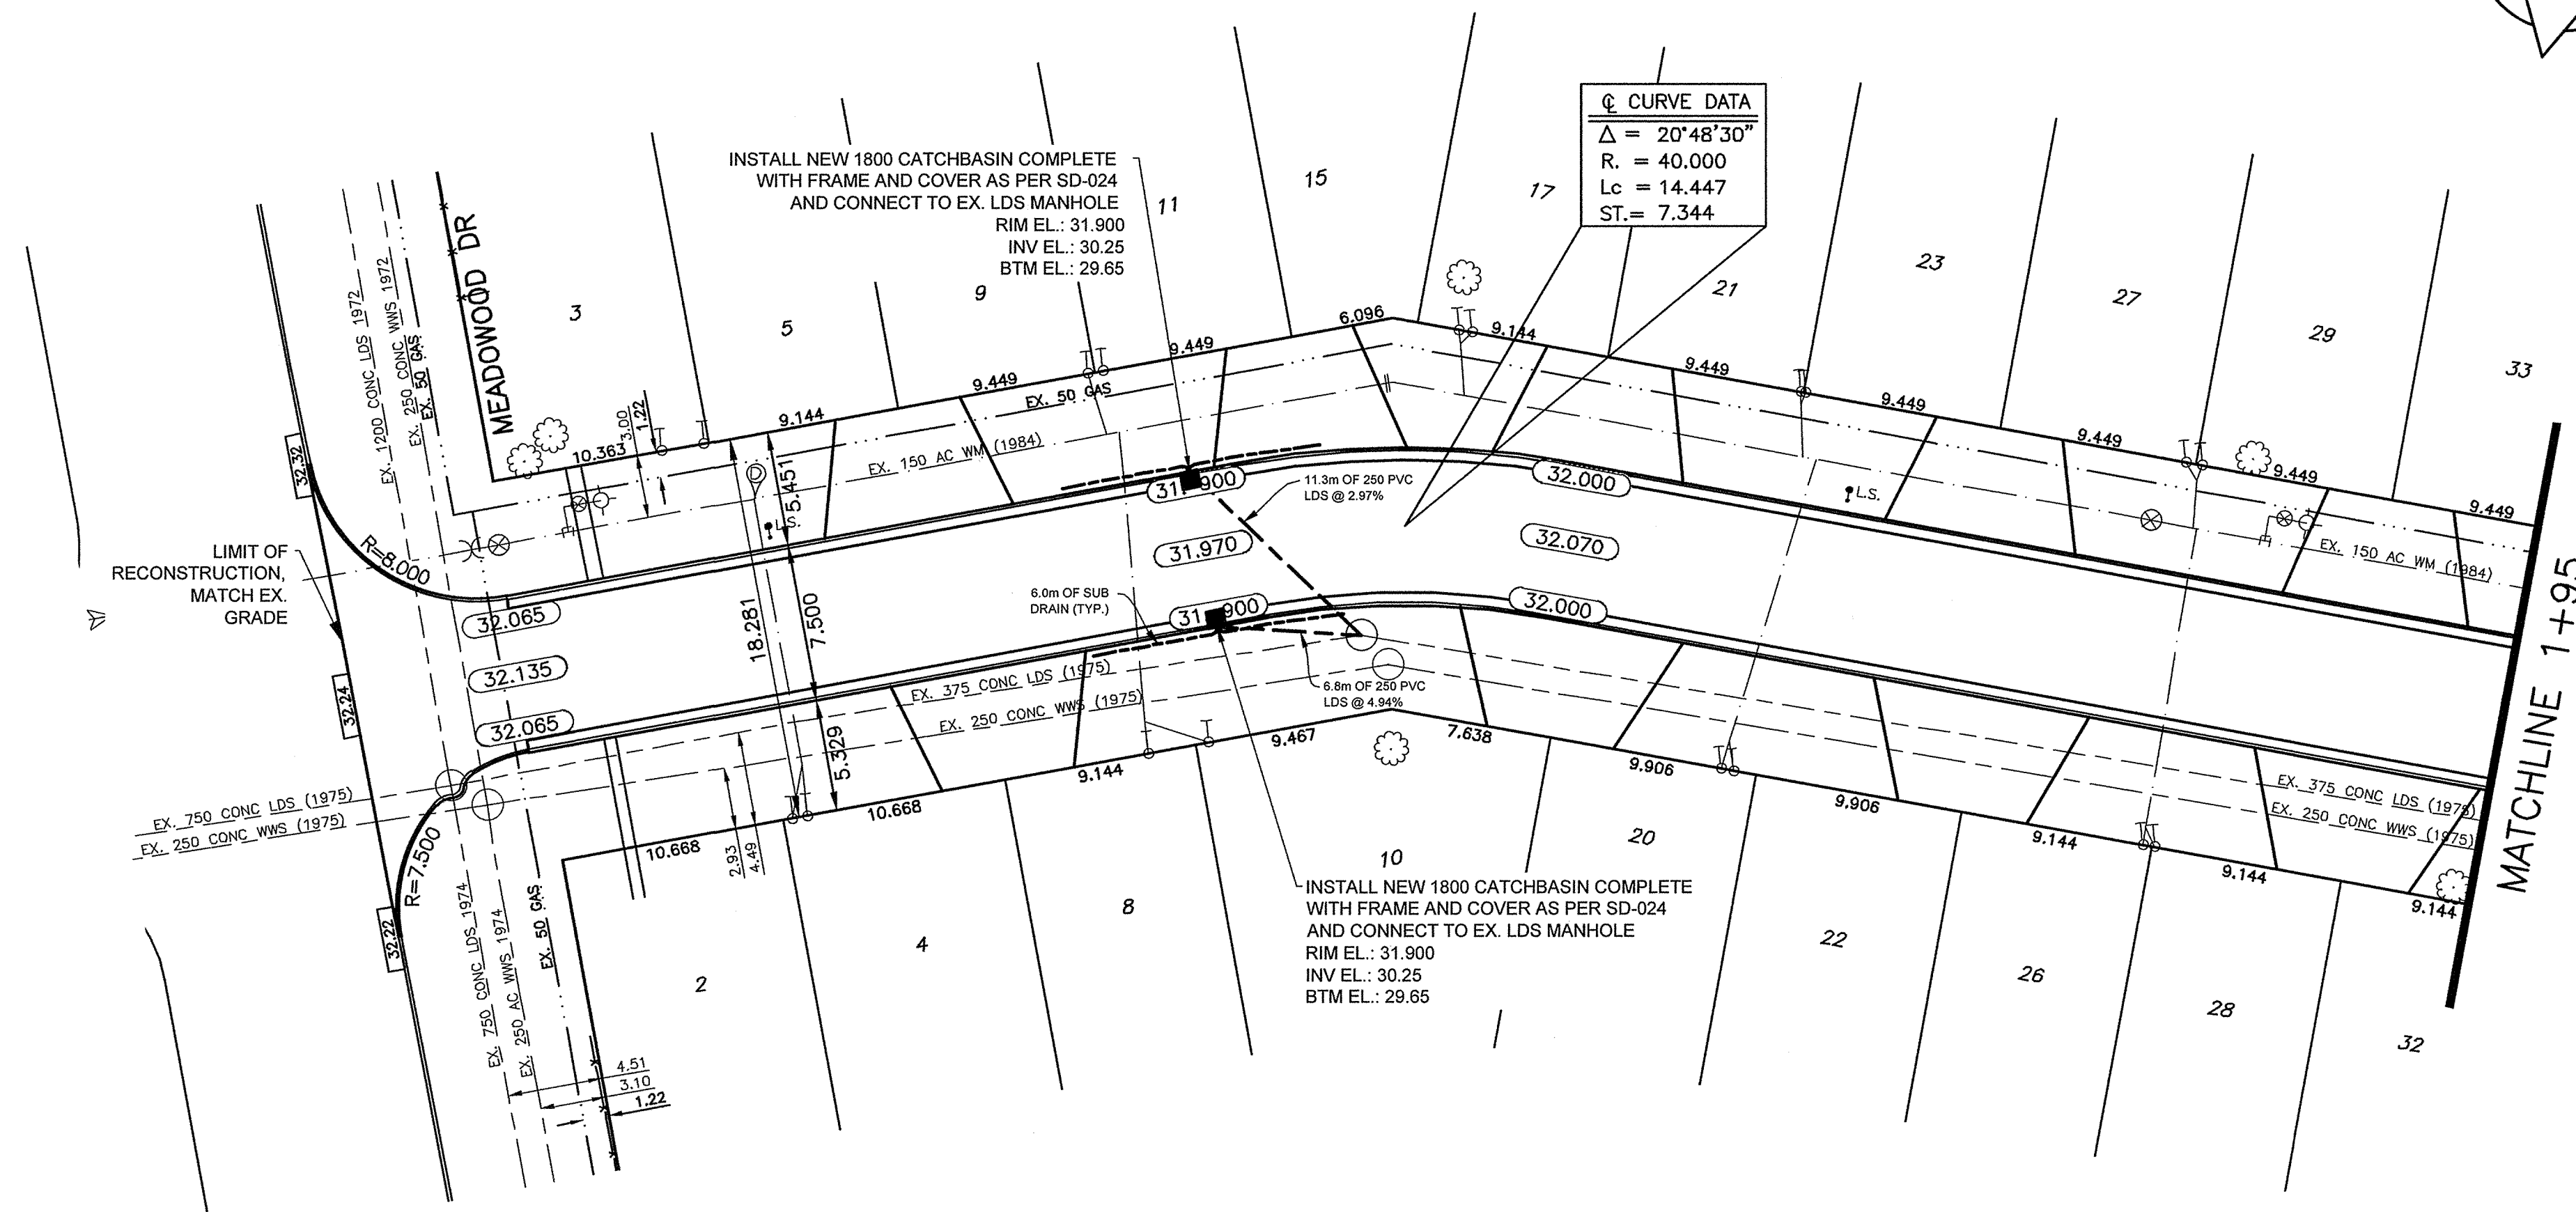 ℄ CURVE DATA
Δ = 20°48'30"
R. = 40.000
Lc = 14.447
ST.= 7.344
INSTALL NEW 1800 CATCHBASIN COMPLETE
WITH FRAME AND COVER AS PER SD-024
AND CONNECT TO EX. LDS MANHOLE
RIM EL.: 31.900
INV EL.: 30.25
BTM EL.: 29.65
3
5
9
11
15
17
21
23
27
29
33
MEADOWOOD DR
EX. 1200 CONC LDS 1972
EX. 250 CONC WWS 1972
EX. 50 GAS
10.363
9.144
9.449
9.449
6.096
9.144
9.449
9.449
9.449
9.449
9.449
3.00
1.22
EX. 50 GAS
EX. 150 AC WM (1984)
EX. 150 AC WM (1984)
D
L.S.
L.S.
5.451
18.281
7.500
5.329
32.32
32.24
32.22
R=8.000
R=7.500
LIMIT OF
RECONSTRUCTION,
MATCH EX.
GRADE
32.065
32.135
32.065
31.900
31.970
31.900
32.000
32.070
32.000
11.3m OF 250 PVC
LDS @ 2.97%
6.0m OF SUB
DRAIN (TYP.)
6.8m OF 250 PVC
LDS @ 4.94%
EX. 375 CONC LDS (1975)
EX. 250 CONC WWS (1975)
EX. 375 CONC LDS (1975)
EX. 250 CONC WWS (1975)
EX. 750 CONC LDS (1975)
EX. 250 CONC WWS (1975)
10.668
10.668
9.144
9.467
7.638
9.906
9.906
9.144
9.144
9.144
2.93
4.49
EX. 750 CONC LDS 1974
EX. 250 AC WWS 1974
EX. 50 GAS
4.51
3.10
1.22
2
4
8
10
20
22
26
28
32
INSTALL NEW 1800 CATCHBASIN COMPLETE
WITH FRAME AND COVER AS PER SD-024
AND CONNECT TO EX. LDS MANHOLE
RIM EL.: 31.900
INV EL.: 30.25
BTM EL.: 29.65
MATCHLINE 1+95